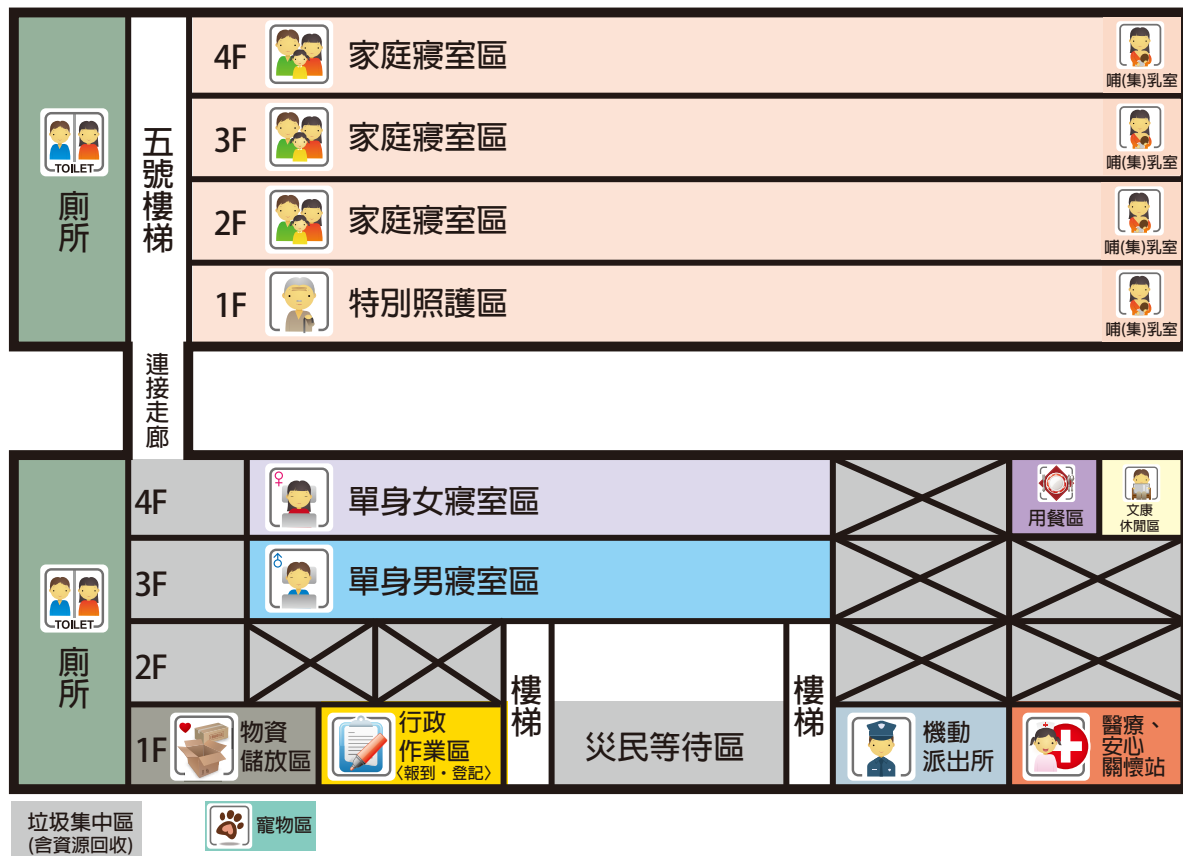 4F
家庭寢室區
哺(集)乳室
3F
家庭寢室區
哺(集)乳室
2F
家庭寢室區
哺(集)乳室
1F
特別照護區
哺(集)乳室
TOILET
廁所
五號樓梯
連接走廊
4F
單身女寢室區
用餐區
文康
休閒區
3F
單身男寢室區
TOILET
廁所
2F
樓梯
樓梯
1F
物資
儲放區
行政
作業區
〈報到・登記〉
災民等待區
機動
派出所
醫療、
安心
關懷站
垃圾集中區
(含資源回收)
寵物區